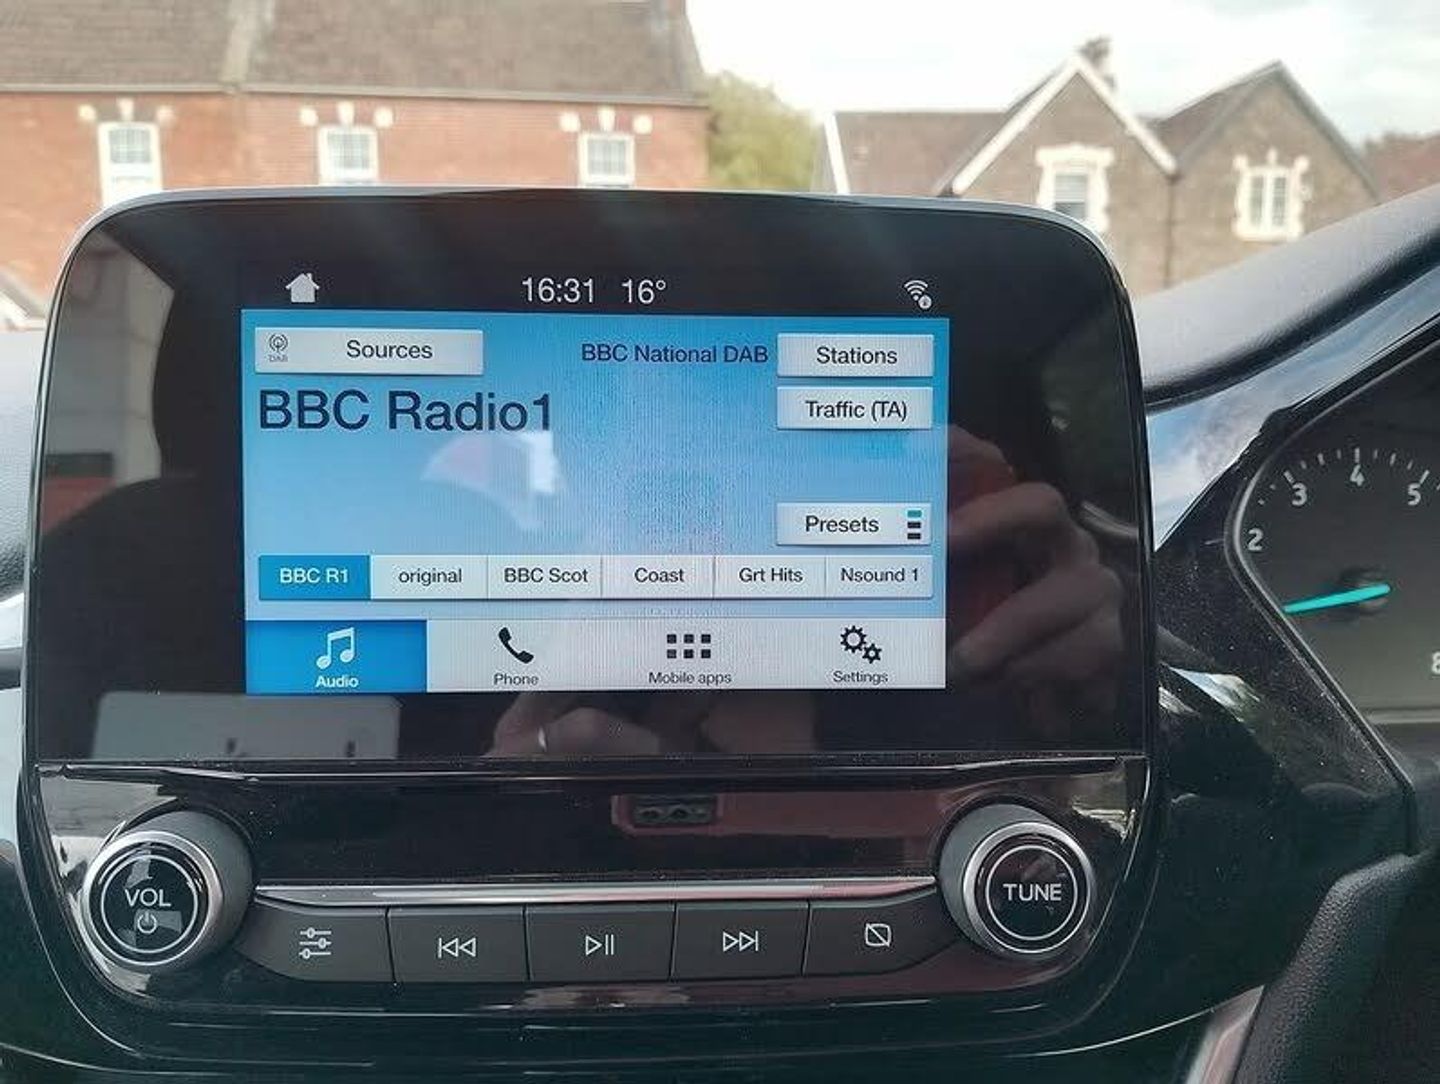 16:31 16°
DAB Sources BBC National DAB Stations
BBC Radio1 Traffic (TA)
Presets
BBC R1 original BBC Scot Coast Grt Hits Nsound 1
Audio Phone Mobile apps Settings
VOL TUNE
2 3 4 5 8